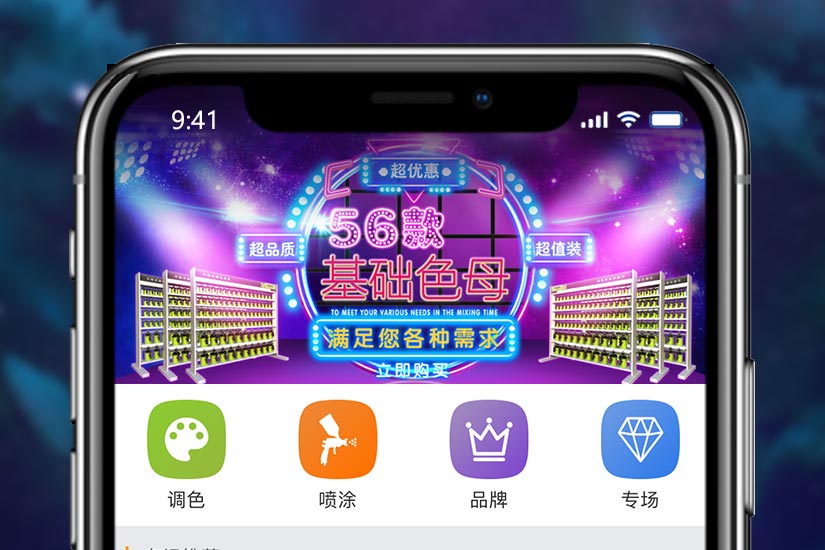 9:41
超优惠
56款
超品质
超值装
基础色母
TO MEET YOUR VARIOUS NEEDS IN THE MIXING TIME
满足您各种需求
立即购买
调色
喷涂
品牌
专场